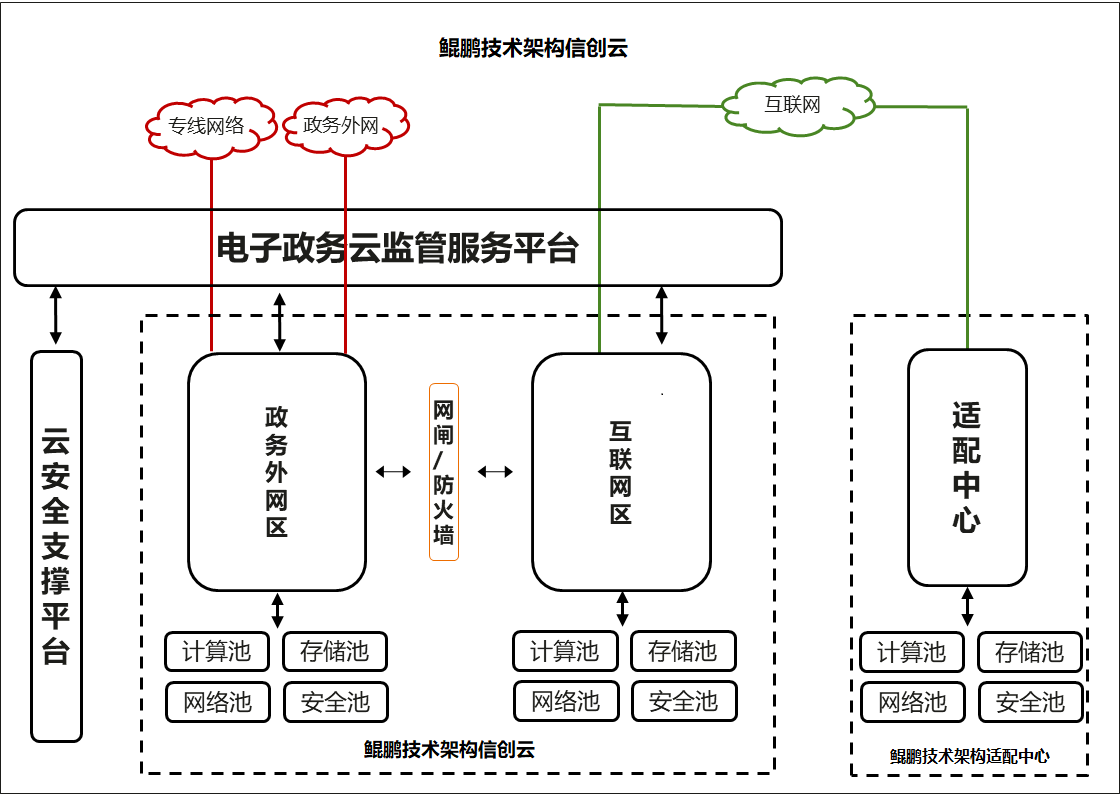 鲲鹏技术架构信创云
专线网络
政务外网
互联网
电子政务云监管服务平台
云安全支撑平台
政务外网区
网闸/防火墙
互联网区
适配中心
计算池
存储池
网络池
安全池
计算池
存储池
网络池
安全池
计算池
存储池
网络池
安全池
鲲鹏技术架构信创云
鲲鹏技术架构适配中心